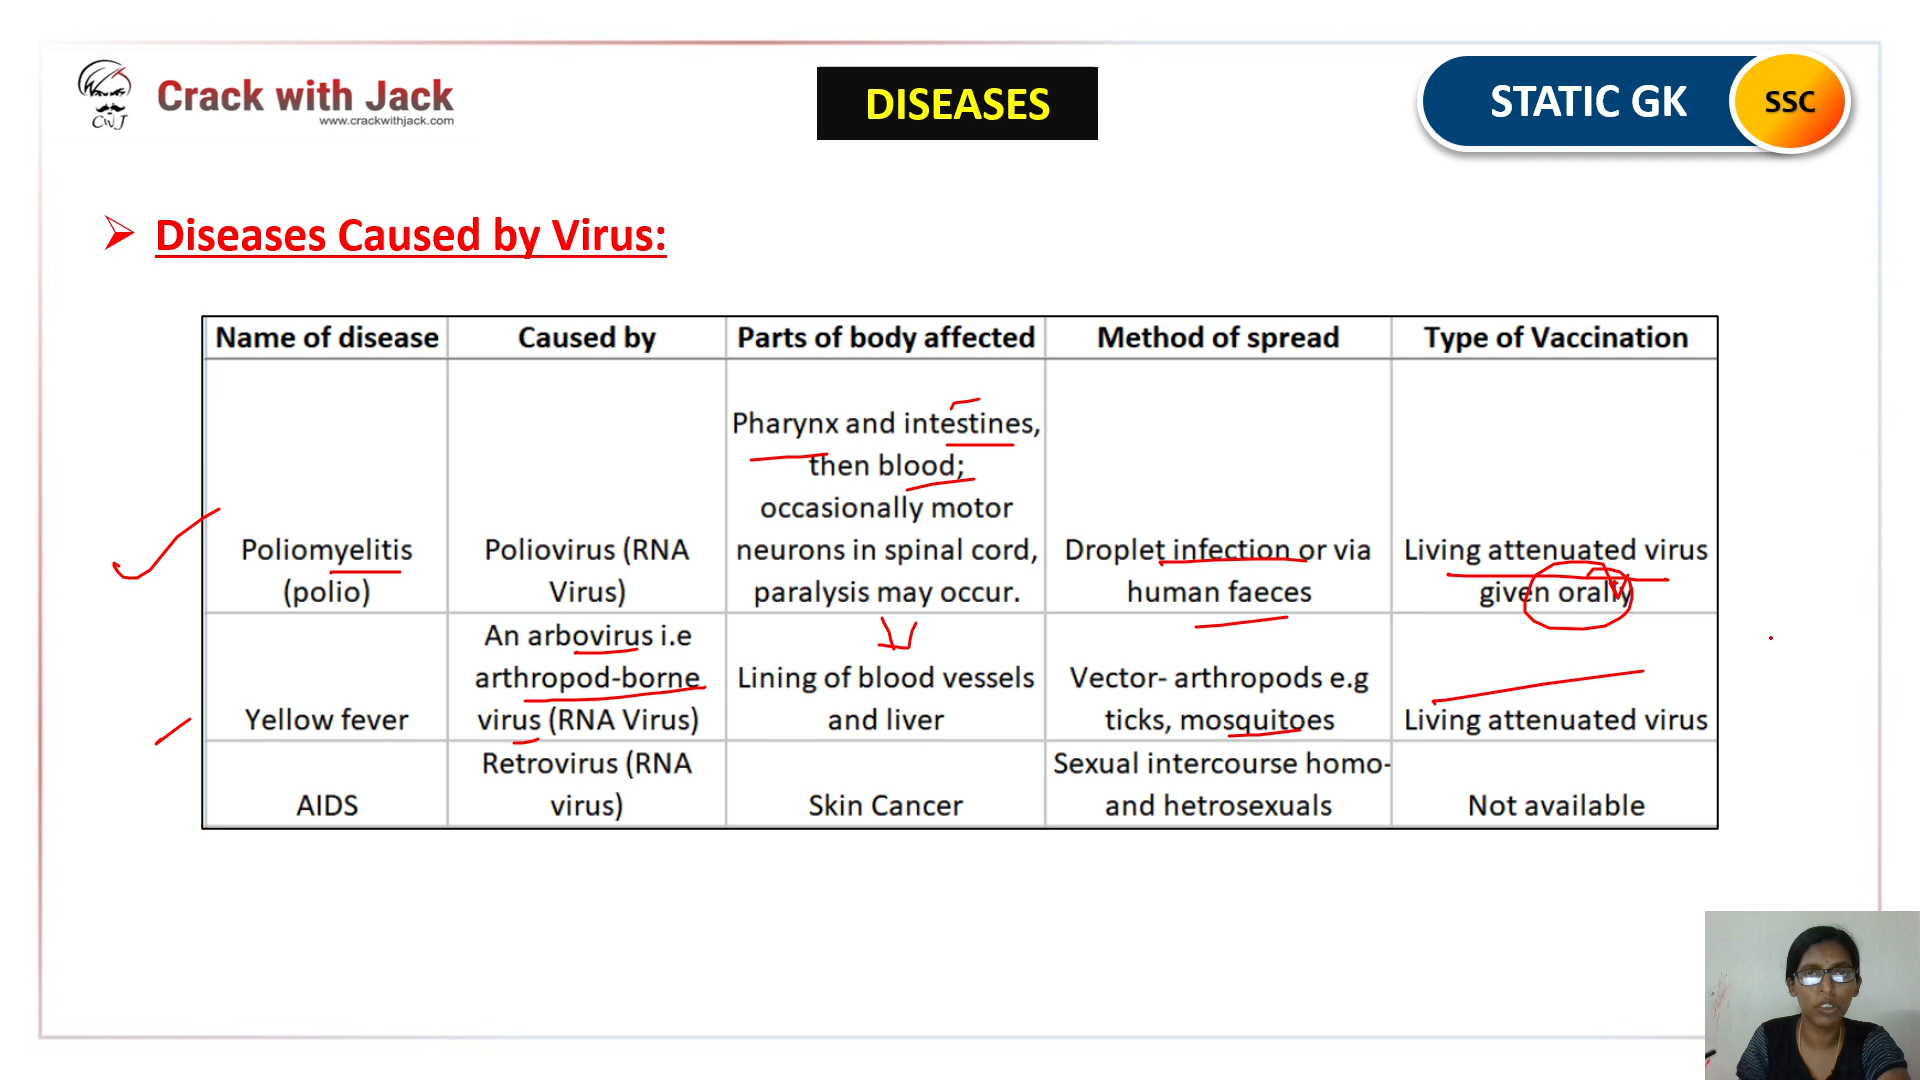 Crack with Jack
www.crackwithjack.com
CWJ
DISEASES
STATIC GK
SSC
Diseases Caused by Virus:
Name of disease
Caused by
Parts of body affected
Method of spread
Type of Vaccination
Poliomyelitis
(polio)
Poliovirus (RNA
Virus)
Pharynx and intestines,
then blood;
occasionally motor
neurons in spinal cord,
paralysis may occur.
Droplet infection or via
human faeces
Living attenuated virus
given orally
Yellow fever
An arbovirus i.e
arthropod-borne
virus (RNA Virus)
Lining of blood vessels
and liver
Vector- arthropods e.g
ticks, mosquitoes
Living attenuated virus
AIDS
Retrovirus (RNA
virus)
Skin Cancer
Sexual intercourse homo-
and hetrosexuals
Not available